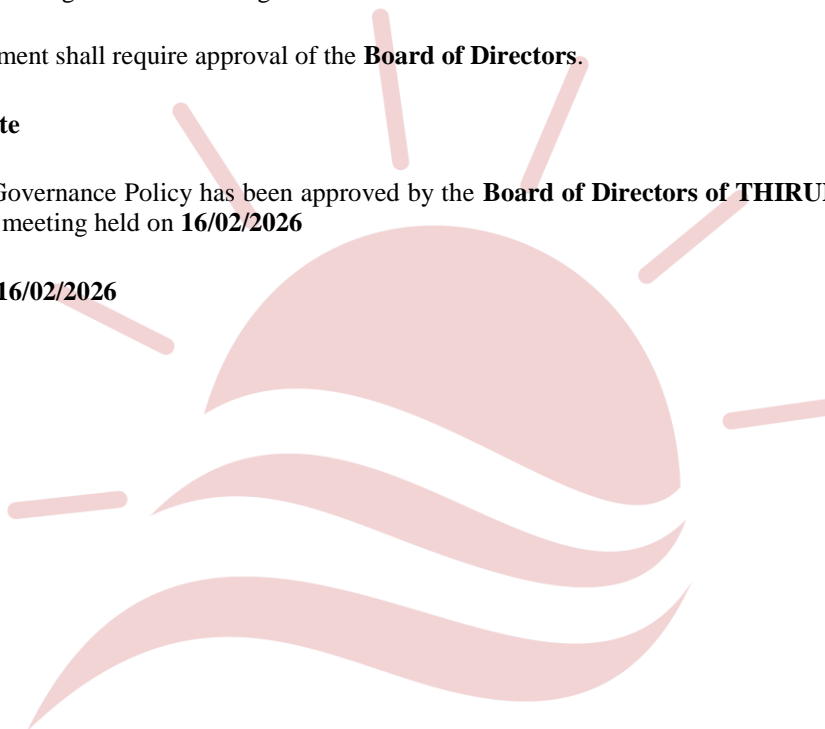 ment shall require approval of the Board of Directors.
te
Governance Policy has been approved by the Board of Directors of THIRU
meeting held on 16/02/2026
16/02/2026